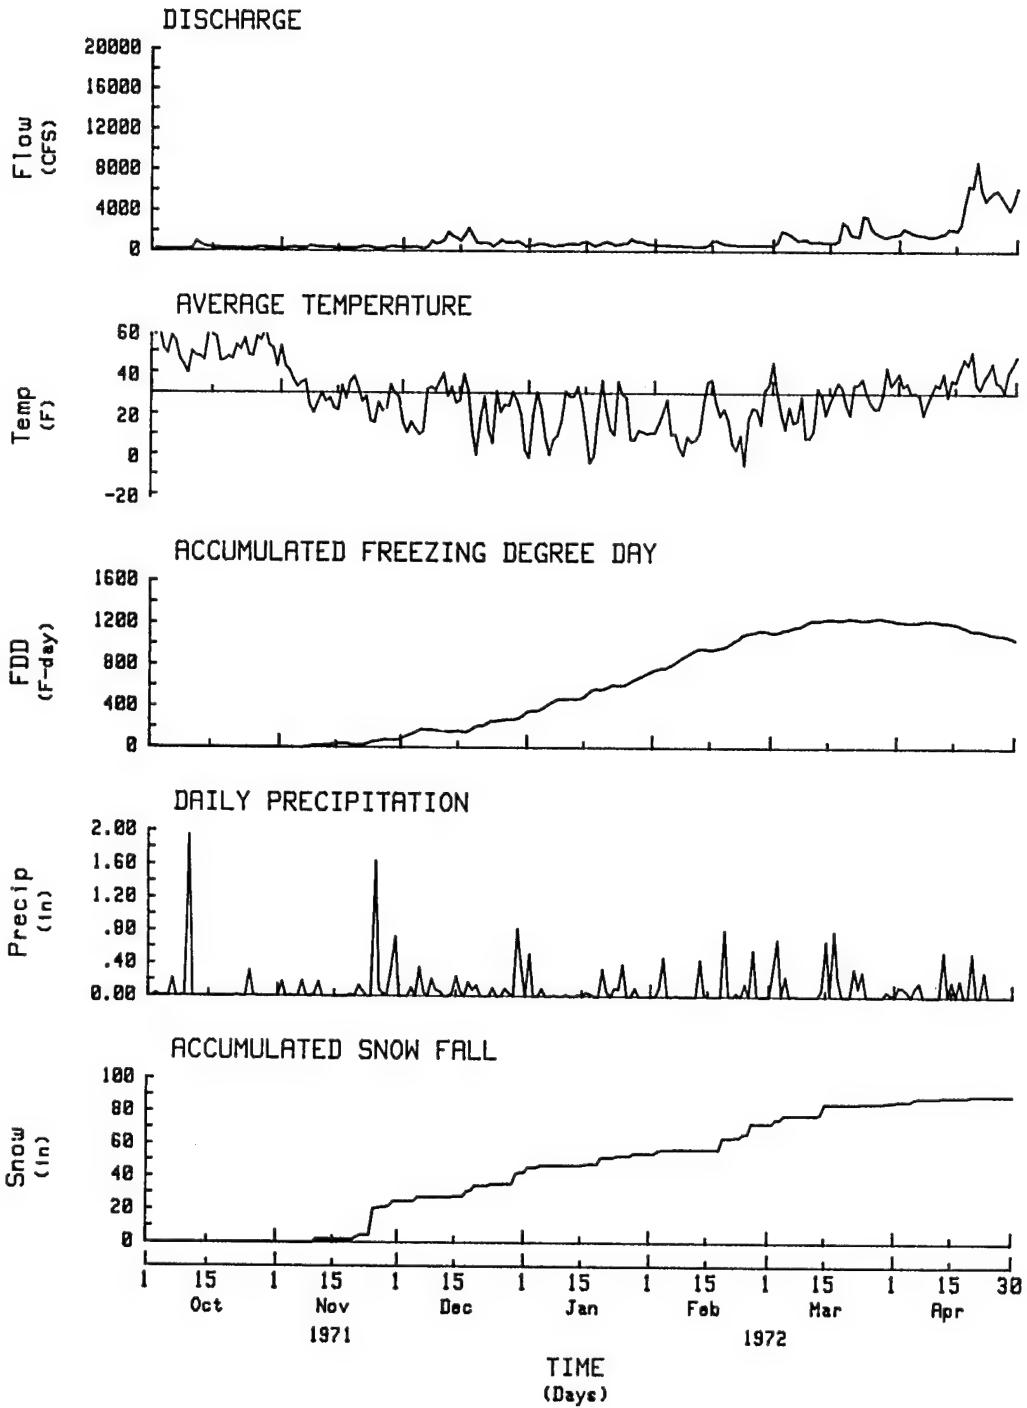 DISCHARGE
20000
16000
12000
8000
4000
0
Flow
(CFS)
AVERAGE TEMPERATURE
60
40
20
0
-20
Temp
(F)
ACCUMULATED FREEZING DEGREE DAY
1600
1200
800
400
0
FDD
(F-day)
DAILY PRECIPITATION
2.00
1.60
1.20
.80
.40
0.00
Precip
(in)
ACCUMULATED SNOW FALL
100
80
60
40
20
0
Snow
(in)
1 15 1 15 1 15 1 15 1 15 1 15 1 15 30
Oct Nov Dec Jan Feb Mar Apr
1971 1972
TIME
(Days)